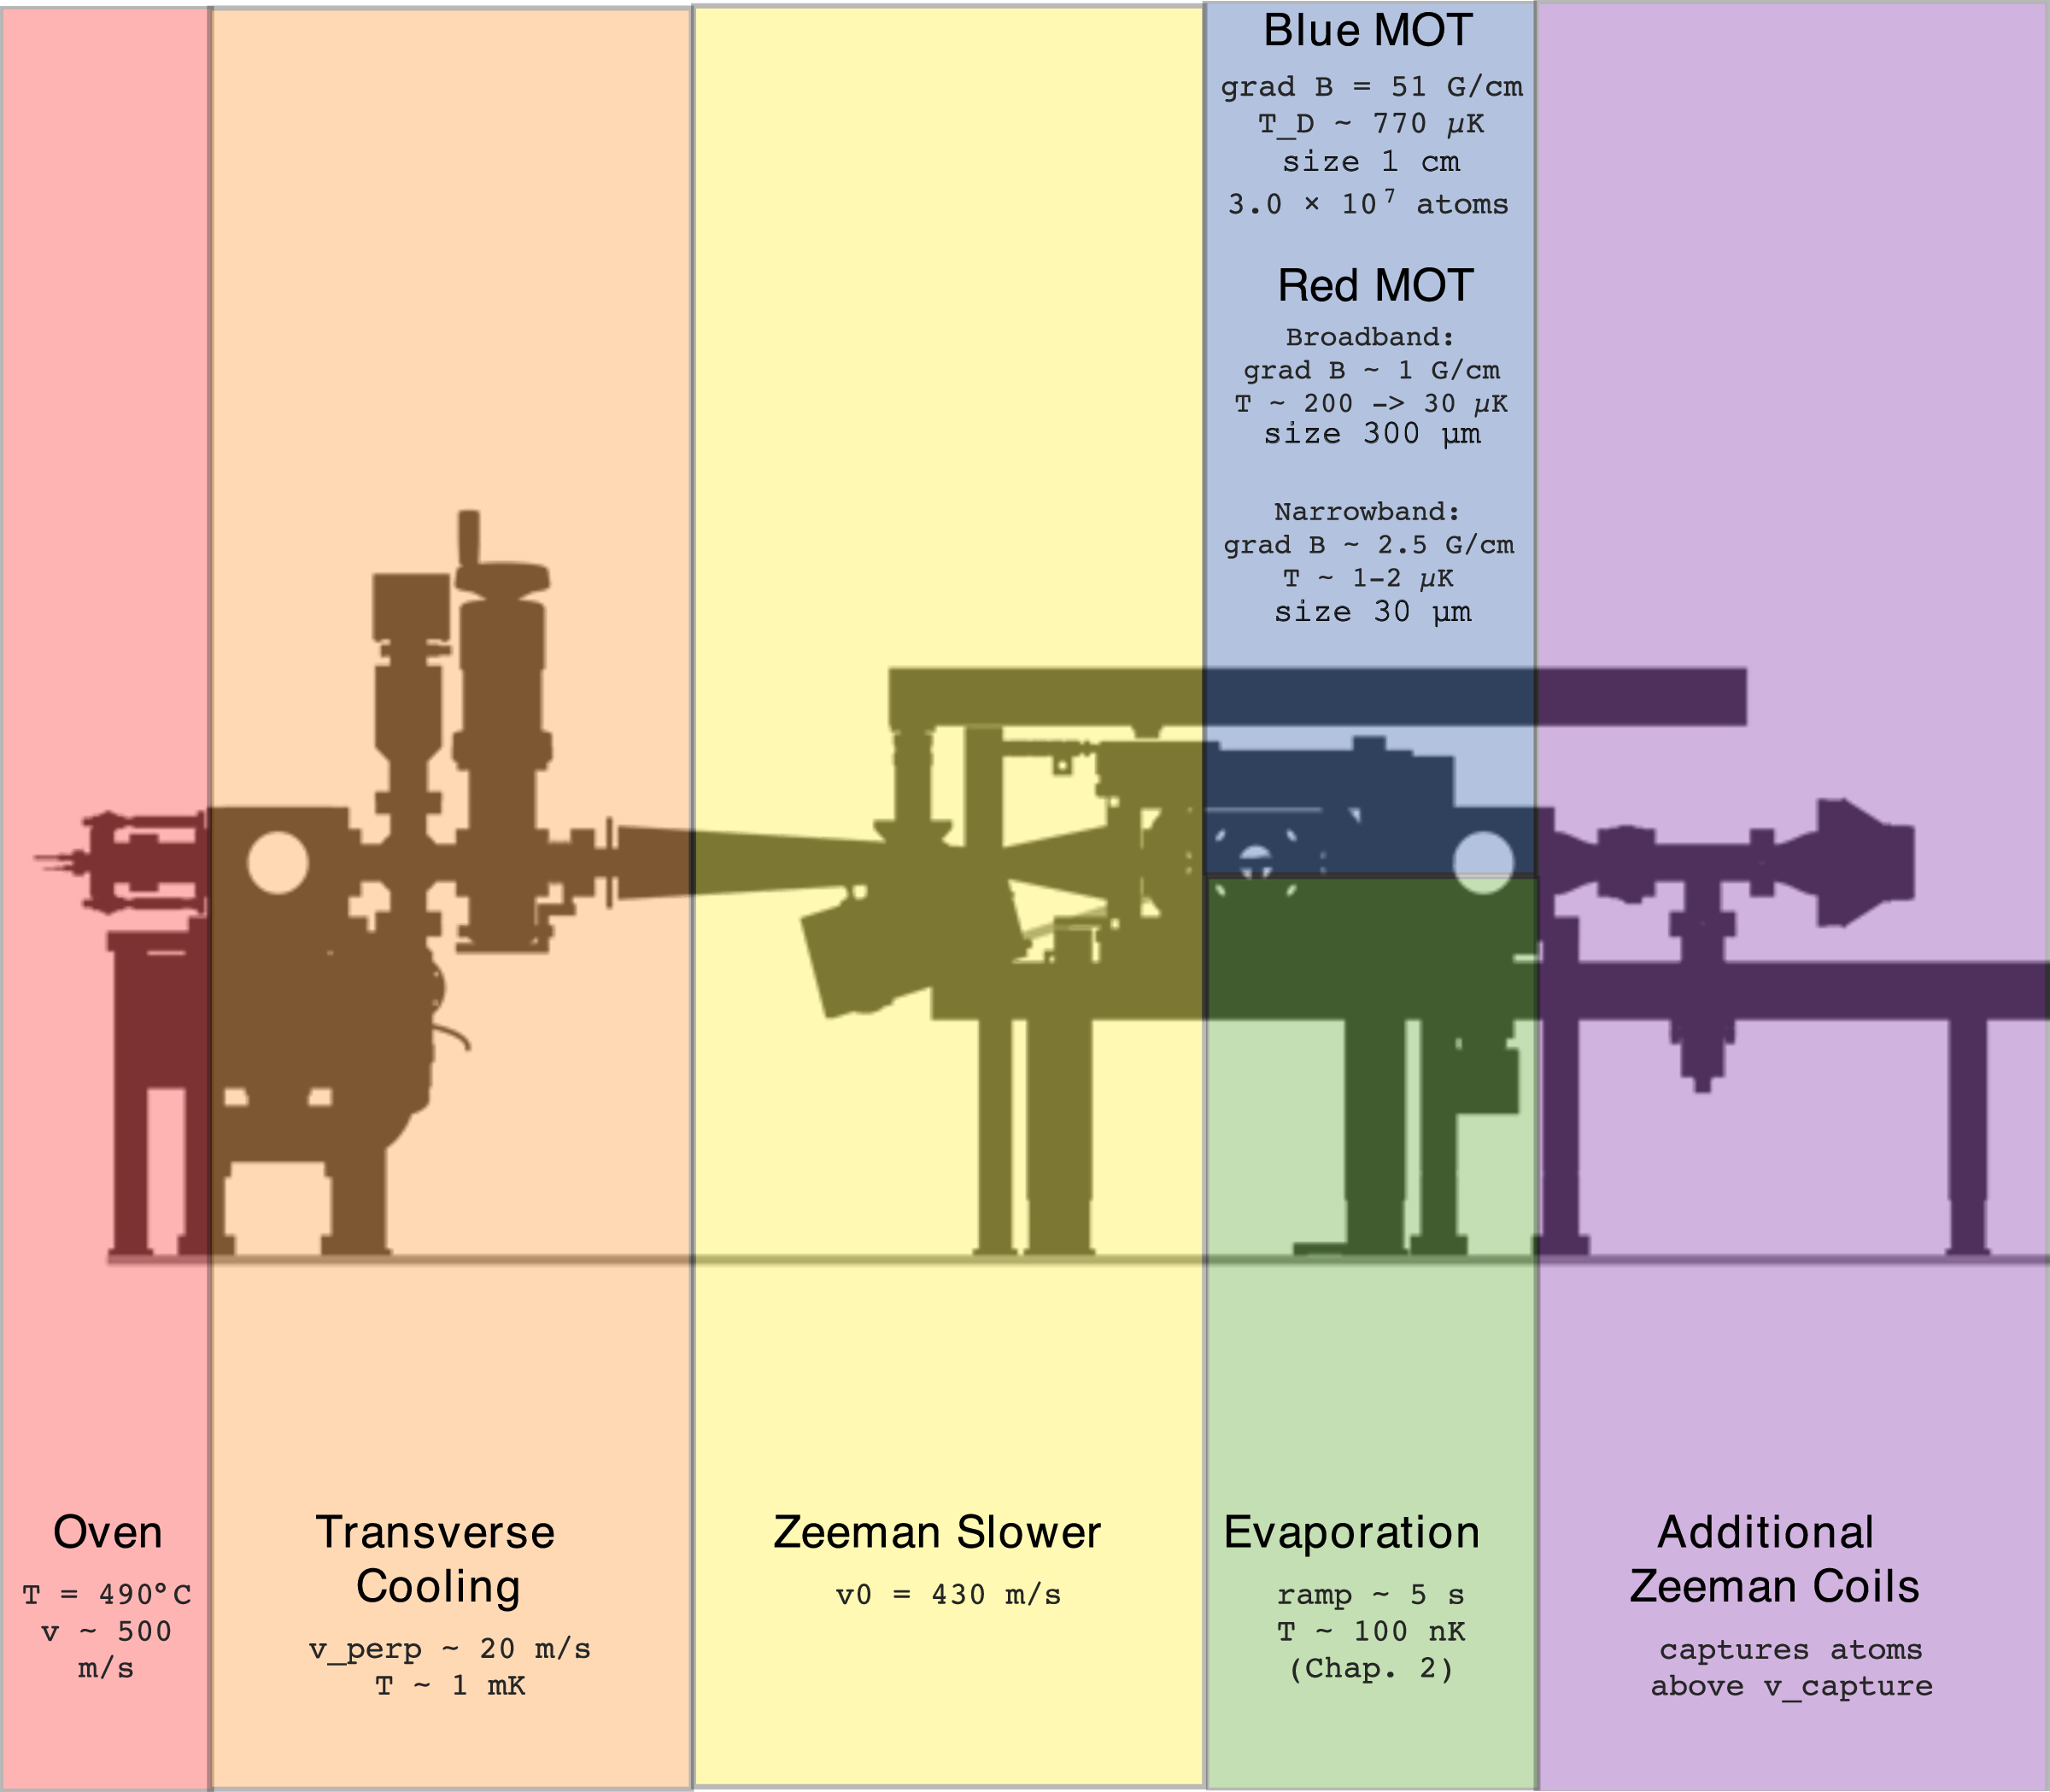 Blue MOT
grad B = 51 G/cm
T_D ~ 770 µK
size 1 cm
3.0 × 10⁷ atoms
Red MOT
Broadband:
grad B ~ 1 G/cm
T ~ 200 -> 30 µK
size 300 µm
Narrowband:
grad B ~ 2.5 G/cm
T ~ 1-2 µK
size 30 µm
Oven
T = 490°C
v ~ 500
m/s
Transverse
Cooling
v_perp ~ 20 m/s
T ~ 1 mK
Zeeman Slower
v0 = 430 m/s
Evaporation
ramp ~ 5 s
T ~ 100 nK
(Chap. 2)
Additional
Zeeman Coils
captures atoms
above v_capture